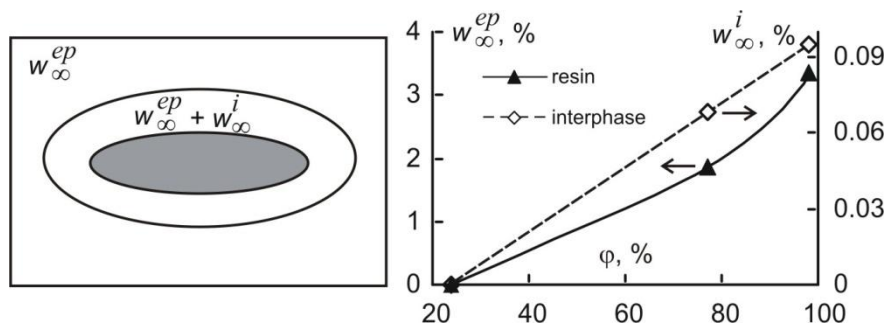 w∞^ep
w∞^ep + w∞^i
w∞^ep, %
w∞^i, %
resin
interphase
φ, %
4
3
2
1
0
0.09
0.06
0.03
0
20
40
60
80
100